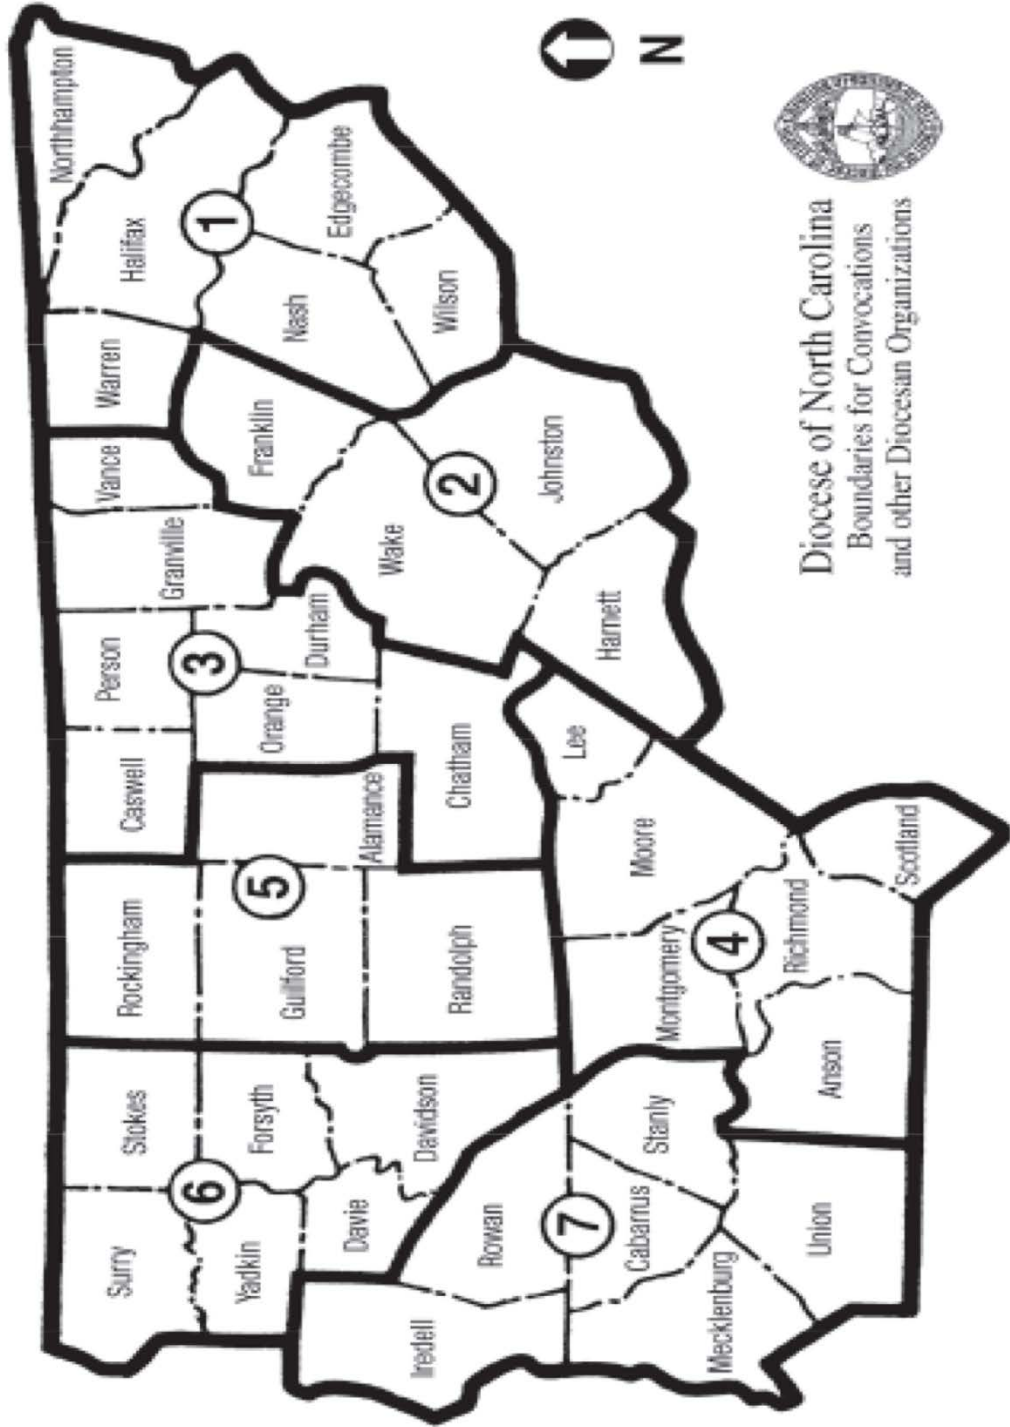 Surry
Stokes
Rockingham
Caswell
Person
Vance
Warren
Halifax
Northhampton
Granville
6
3
1
Yadkin
Forsyth
5
Guilford
Orange
Durham
Franklin
Nash
Edgecombe
Davie
Alamance
Iredell
Davidson
Randolph
Chatham
Wake
Wilson
2
Rowan
7
Lee
Johnston
N
Cabarrus
Stanly
Montgomery
Moore
Harnett
Mecklenburg
4
Richmond
Union
Anson
Scotland
Diocese of North Carolina
Boundaries for Convocations
and other Diocesan Organizations